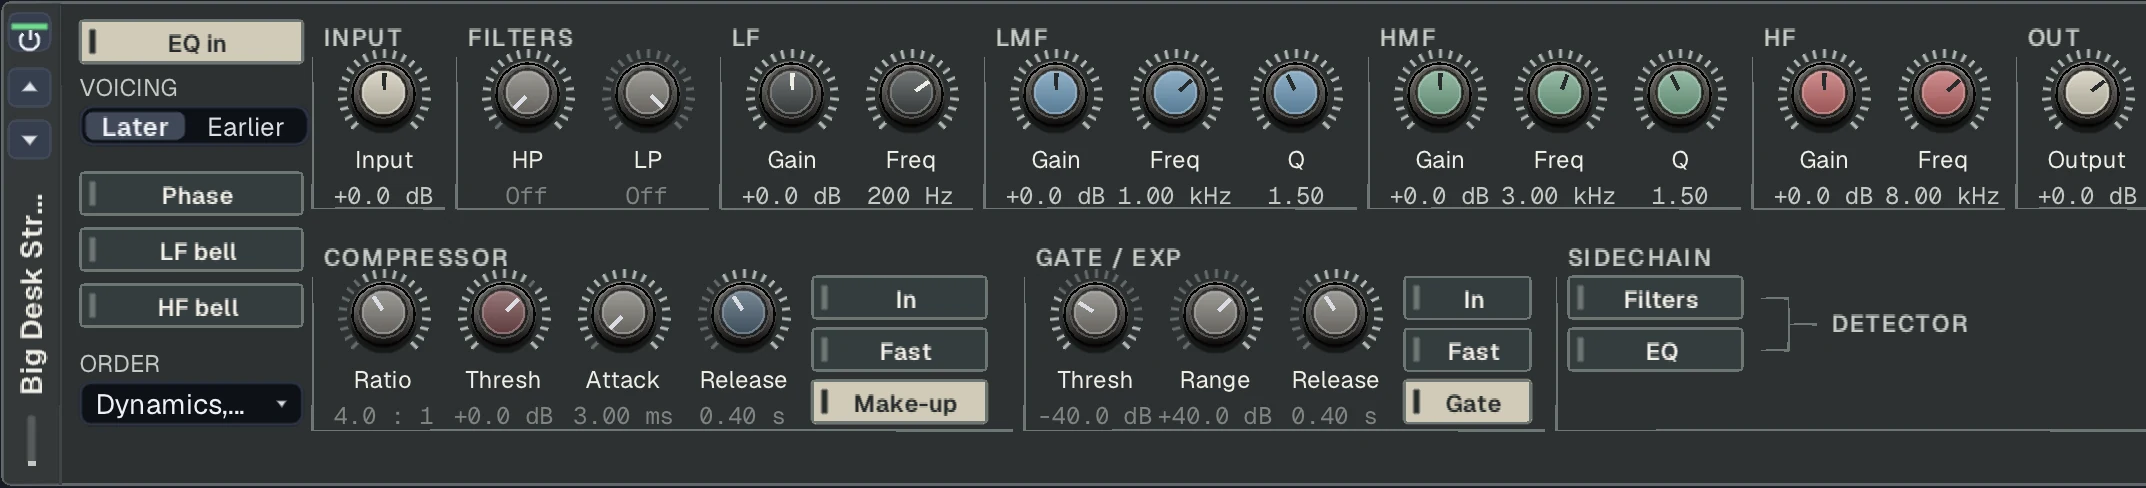 EQ in
VOICING
Later Earlier
Phase
LF bell
HF bell
ORDER
Dynamics,...
Big Desk Str...
INPUT
Input
+0.0 dB
FILTERS
HP LP
Off Off
LF
Gain Freq
+0.0 dB 200 Hz
LMF
Gain Freq Q
+0.0 dB 1.00 kHz 1.50
HMF
Gain Freq Q
+0.0 dB 3.00 kHz 1.50
HF
Gain Freq
+0.0 dB 8.00 kHz
OUT
Output
+0.0 dB
COMPRESSOR
Ratio Thresh Attack Release
4.0 : 1 +0.0 dB 3.00 ms 0.40 s
In
Fast
Make-up
GATE / EXP
Thresh Range Release
-40.0 dB +40.0 dB 0.40 s
In
Fast
Gate
SIDECHAIN
Filters
EQ
DETECTOR